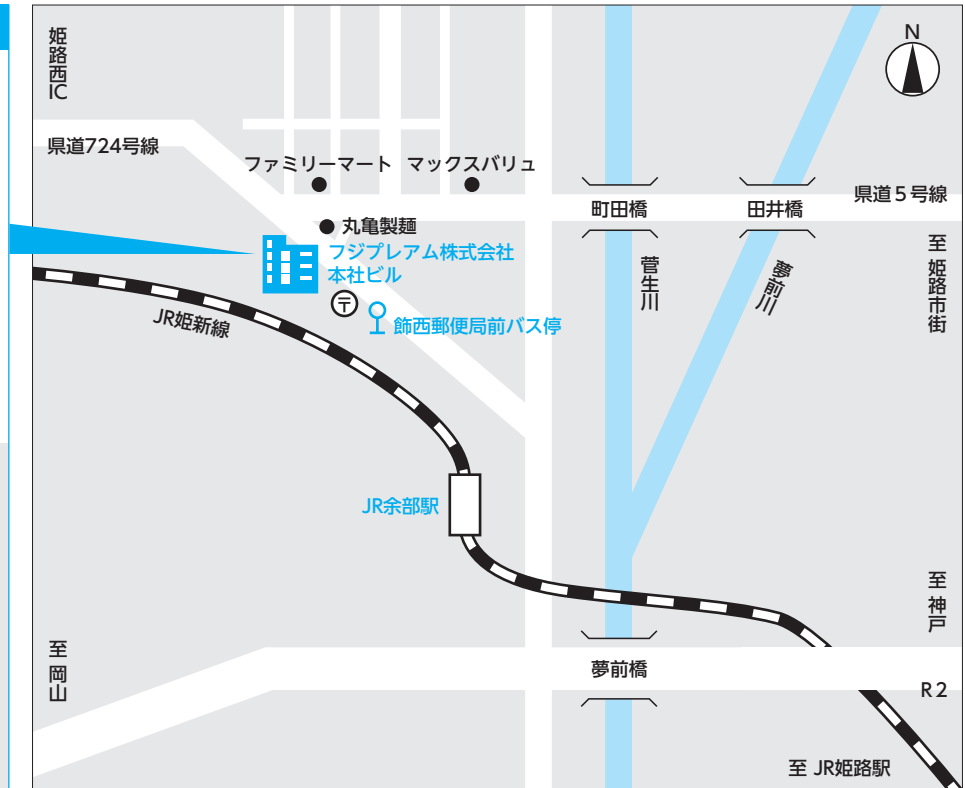 姫路西IC
N
県道724号線
ファミリーマート
マックスバリュ
県道5号線
町田橋
田井橋
丸亀製麺
フジプレアム株式会社
本社ビル
〒
飾西郵便局前バス停
菅生川
夢前川
至 姫路市街
JR姫新線
JR余部駅
至 神戸
至 岡山
夢前橋
R2
至 JR姫路駅